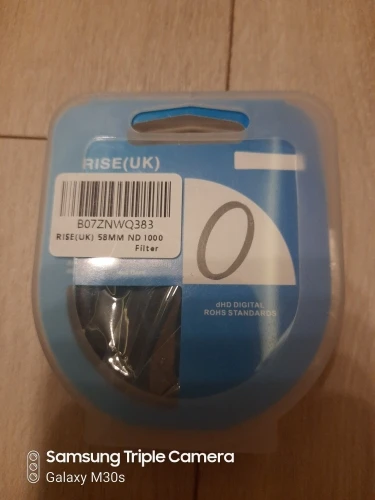 RISE(UK)
B07ZNWQ383
RISE(UK) 58MM ND 1000
Filter
dHD DIGITAL
ROHS STANDARDS
Samsung Triple Camera
Galaxy M30s